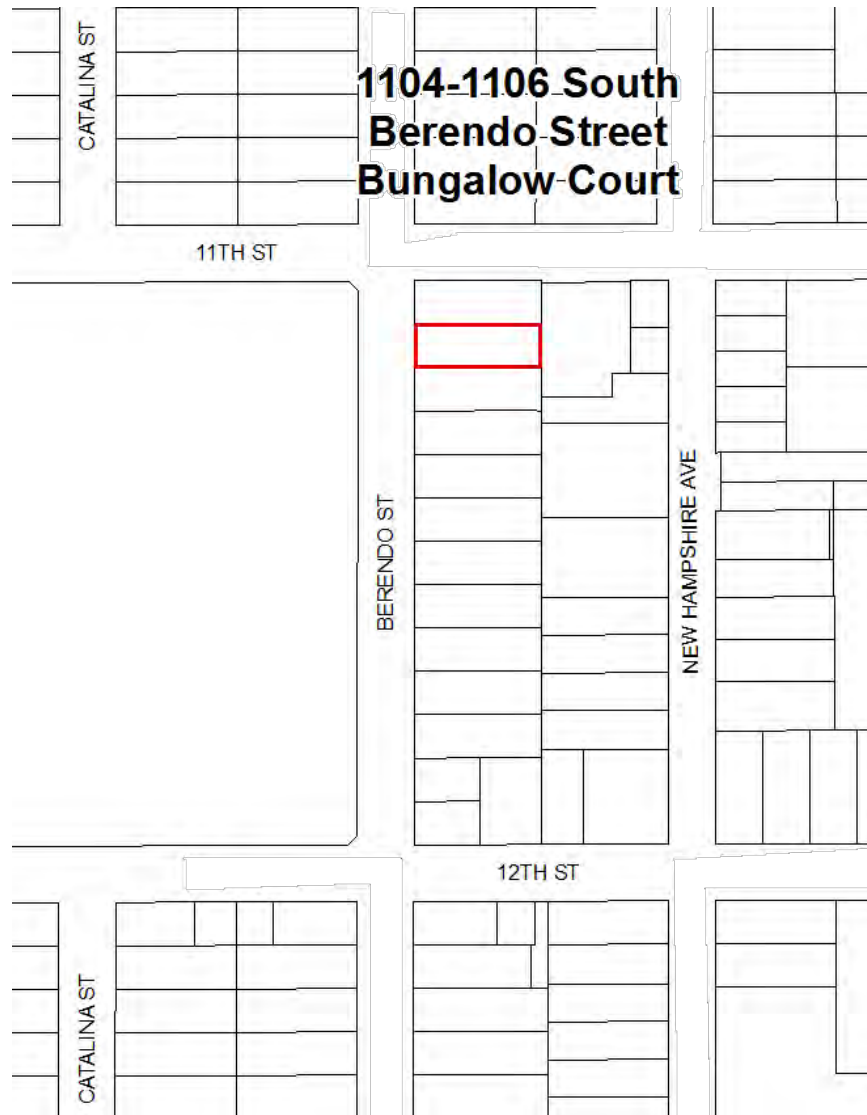 CATALINA ST
1104-1106 South
Berendo Street
Bungalow Court
11TH ST
BERENDO ST
NEW HAMPSHIRE AVE
12TH ST
CATALINA ST